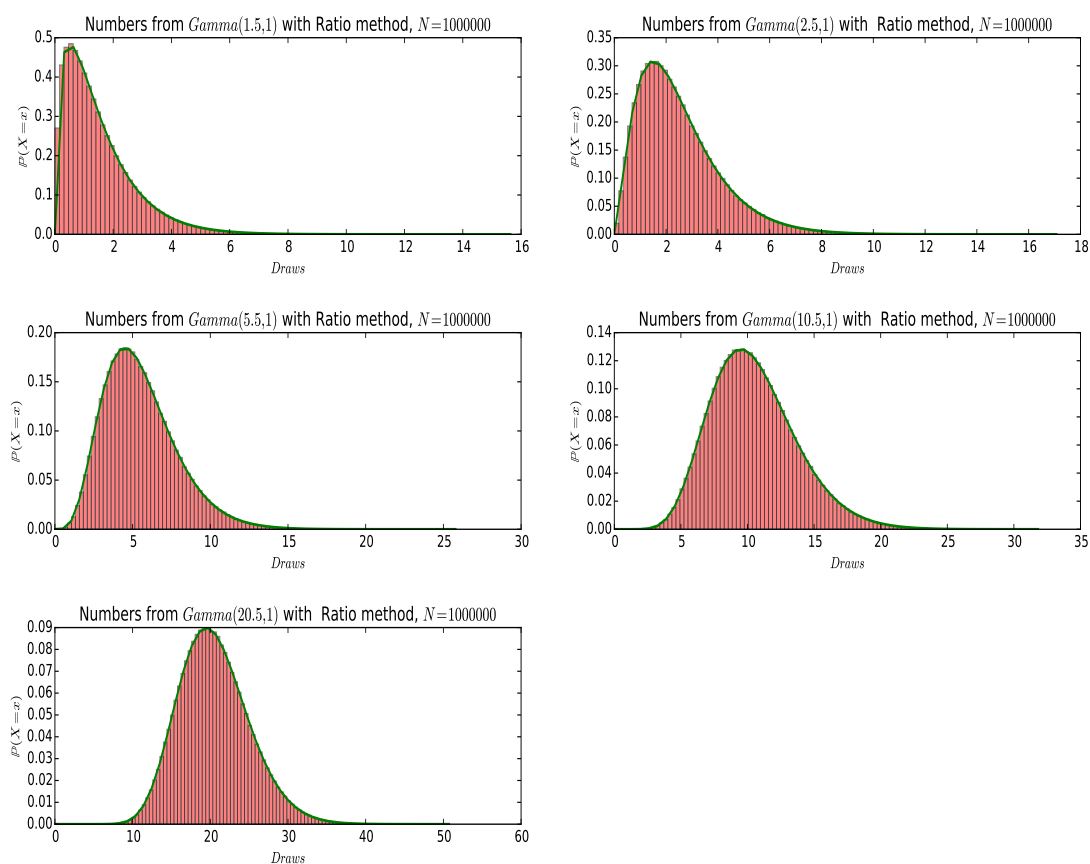 Numbers from Gamma(1.5,1) with Ratio method, N=1000000
0.5
0.4
0.3
0.2
0.1
0.0
ℙ(X=x)
0 2 4 6 8 10 12 14 16
Draws
Numbers from Gamma(2.5,1) with  Ratio method, N=1000000
0.35
0.30
0.25
0.20
0.15
0.10
0.05
0.00
ℙ(X=x)
0 2 4 6 8 10 12 14 16 18
Draws
Numbers from Gamma(5.5,1) with Ratio method, N=1000000
0.20
0.15
0.10
0.05
0.00
ℙ(X=x)
0 5 10 15 20 25 30
Draws
Numbers from Gamma(10.5,1) with  Ratio method, N=1000000
0.14
0.12
0.10
0.08
0.06
0.04
0.02
0.00
ℙ(X=x)
0 5 10 15 20 25 30 35
Draws
Numbers from Gamma(20.5,1) with  Ratio method, N=1000000
0.09
0.08
0.07
0.06
0.05
0.04
0.03
0.02
0.01
0.00
ℙ(X=x)
0 10 20 30 40 50 60
Draws